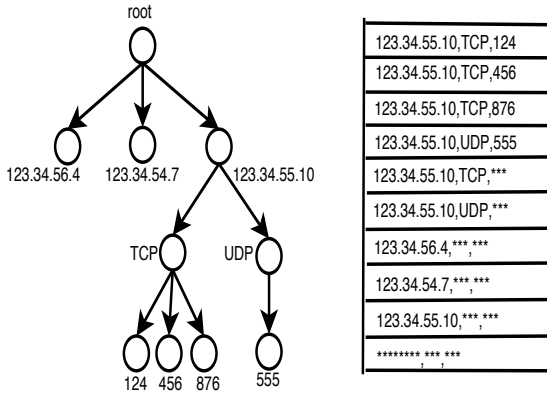 root
123.34.56.4 123.34.54.7 123.34.55.10
TCP UDP
124 456 876 555
123.34.55.10,TCP,124
123.34.55.10,TCP,456
123.34.55.10,TCP,876
123.34.55.10,UDP,555
123.34.55.10,TCP,***
123.34.55.10,UDP,***
123.34.56.4,***,***
123.34.54.7,***,***
123.34.55.10,***,***
********,***,***